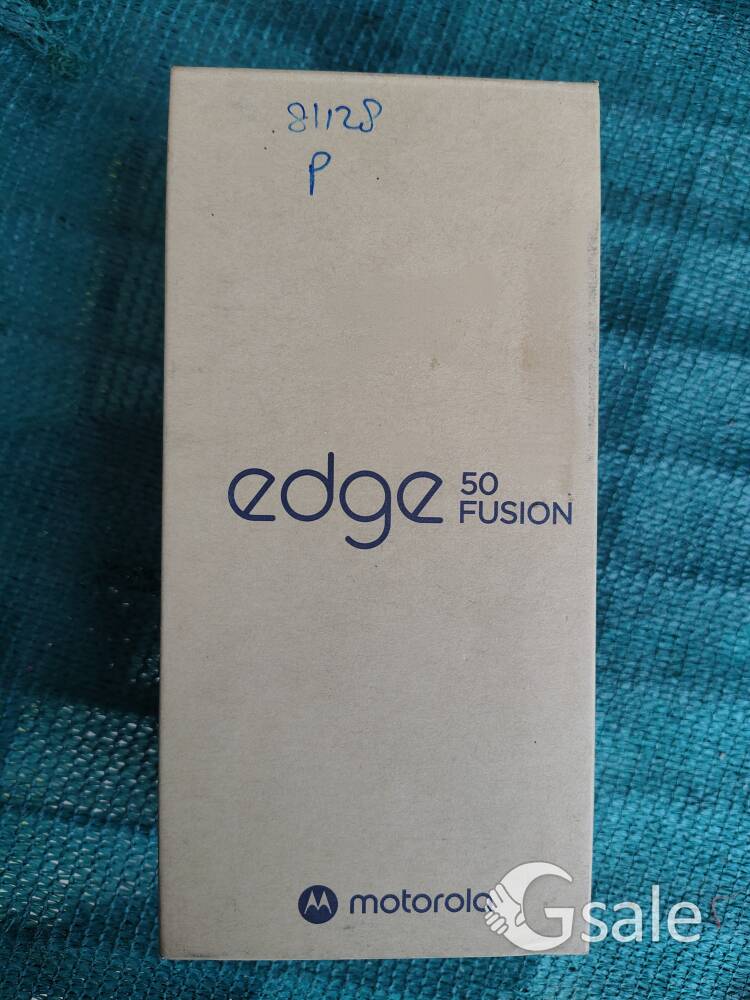 81128
P
edge 50
FUSION
motorola
Gsale